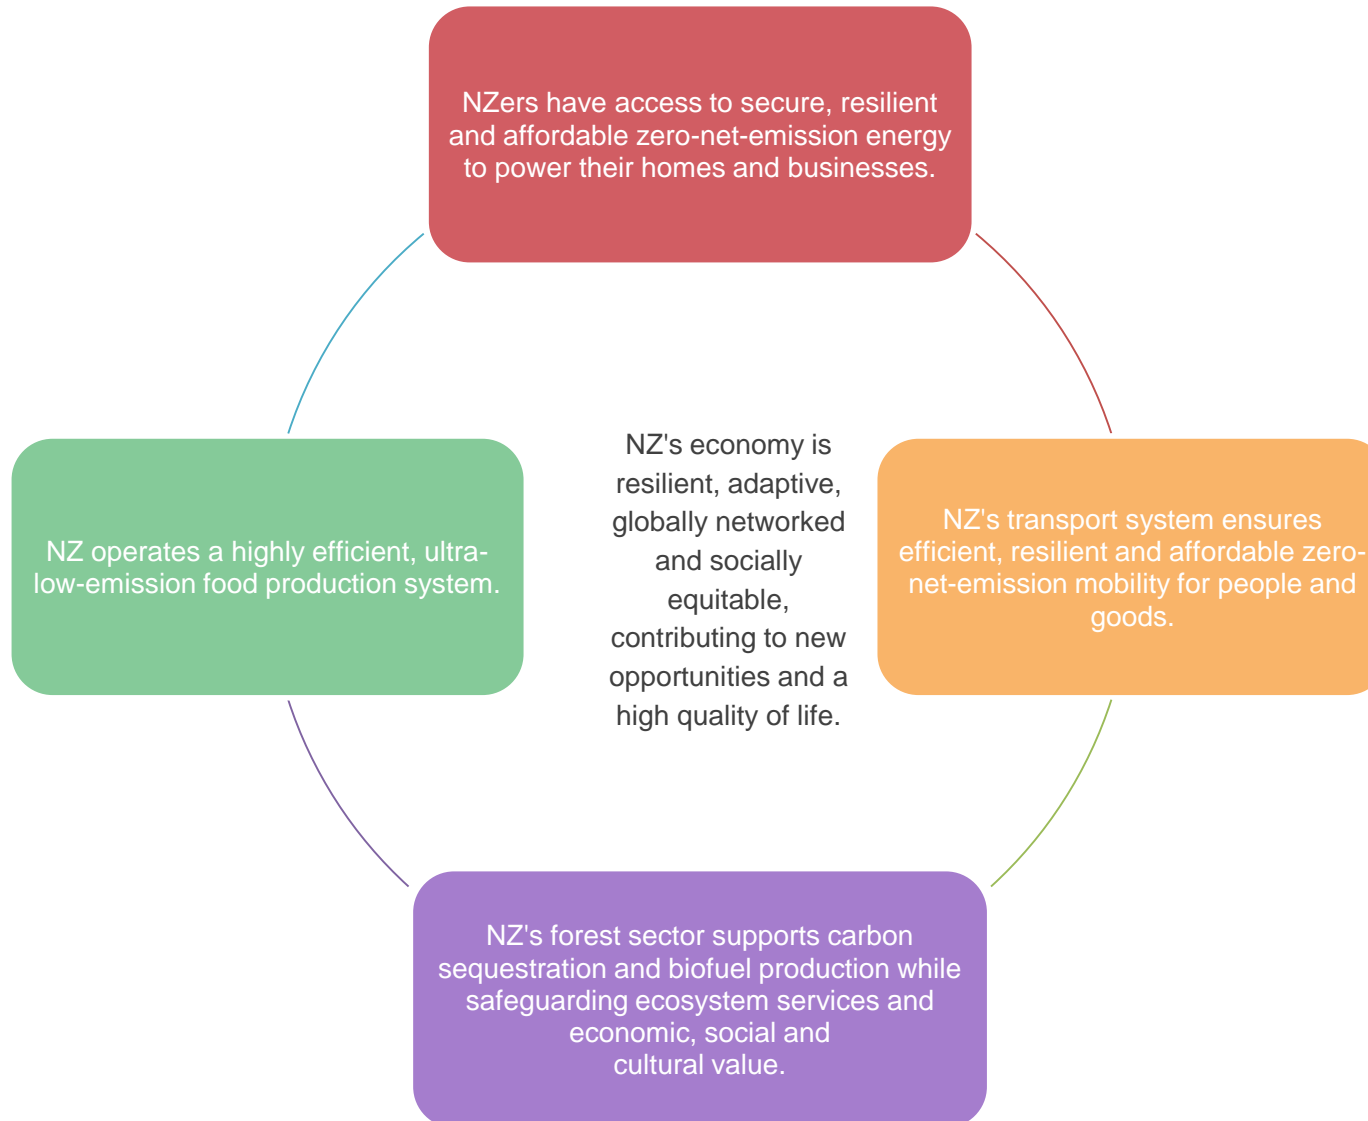 NZers have access to secure, resilient
and affordable zero-net-emission energy
to power their homes and businesses.
NZ operates a highly efficient, ultra-
low-emission food production system.
NZ's economy is
resilient, adaptive,
globally networked
and socially
equitable,
contributing to new
opportunities and a
high quality of life.
NZ's transport system ensures
efficient, resilient and affordable zero-
net-emission mobility for people and
goods.
NZ's forest sector supports carbon
sequestration and biofuel production while
safeguarding ecosystem services and
economic, social and
cultural value.